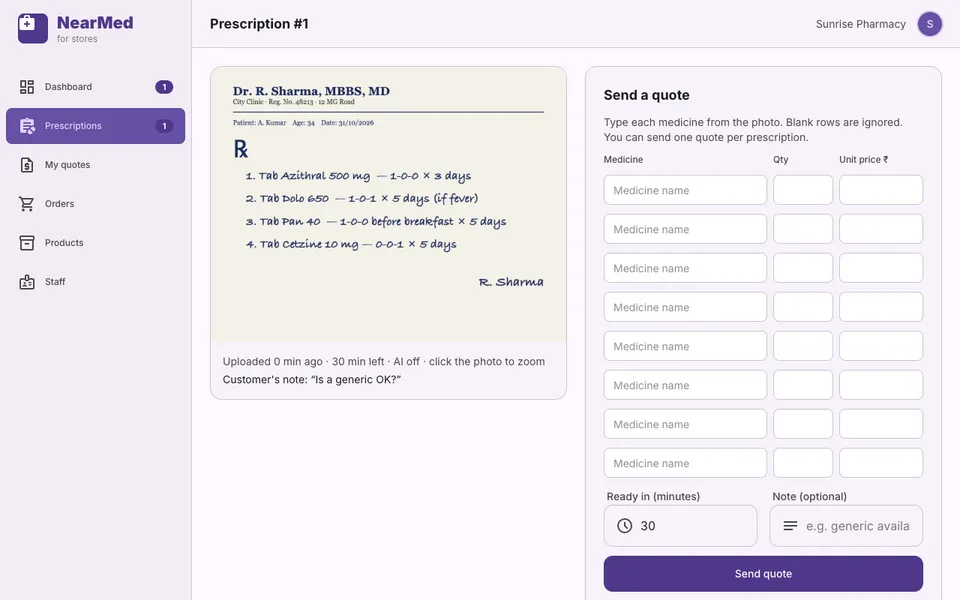 NearMed
for stores
Dashboard 1
Prescriptions 1
My quotes
Orders
Products
Staff
Prescription #1
Sunrise Pharmacy S
Dr. R. Sharma, MBBS, MD
City Clinic · Reg. No. 48213 · 12 MG Road
Patient: A. Kumar Age: 34 Date: 31/10/2026
℞
1. Tab Azithral 500 mg — 1-0-0 × 3 days
2. Tab Dolo 650 — 1-0-1 × 5 days (if fever)
3. Tab Pan 40 — 1-0-0 before breakfast × 5 days
4. Tab Cetzine 10 mg — 0-0-1 × 5 days
R. Sharma
Uploaded 0 min ago · 30 min left · AI off · click the photo to zoom
Customer's note: “Is a generic OK?”
Send a quote
Type each medicine from the photo. Blank rows are ignored.
You can send one quote per prescription.
Medicine Qty Unit price ₹
Medicine name
Medicine name
Medicine name
Medicine name
Medicine name
Medicine name
Medicine name
Medicine name
Ready in (minutes) Note (optional)
30 e.g. generic availa
Send quote